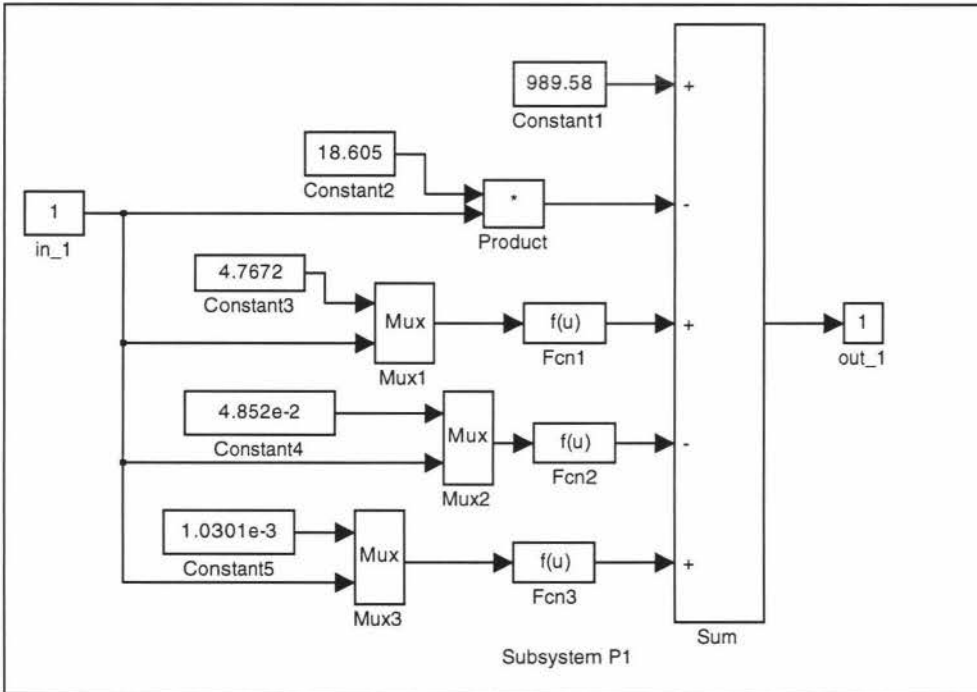 989.58
+
Constant1
18.605
Constant2
*
-
Product
1
in_1
4.7672
Constant3
Mux
f(u)
+
Mux1
Fcn1
1
out_1
4.852e-2
Constant4
Mux
f(u)
-
Mux2
Fcn2
1.0301e-3
Constant5
Mux
f(u)
+
Mux3
Fcn3
Sum
Subsystem P1